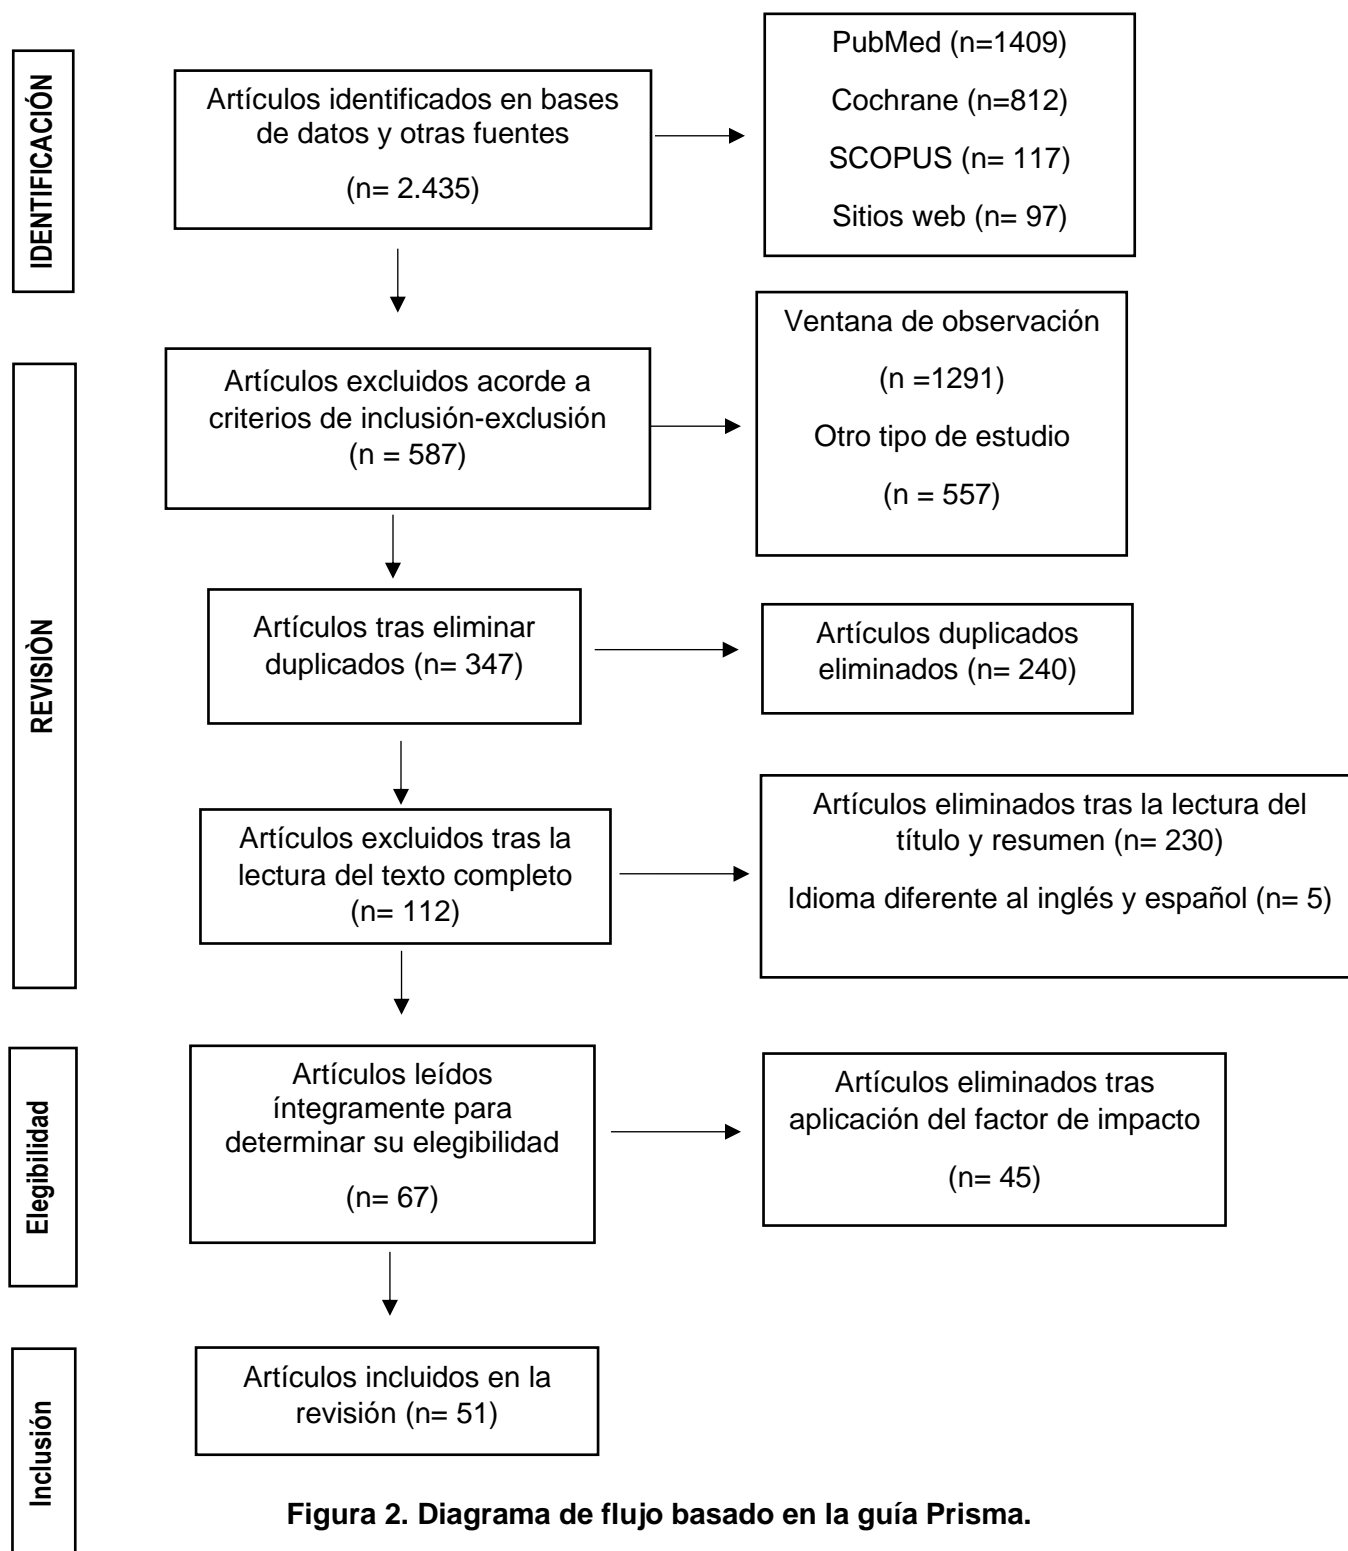 IDENTIFICACIÓN
Artículos identificados en bases
de datos y otras fuentes
(n= 2.435)
PubMed (n=1409)
Cochrane (n=812)
SCOPUS (n= 117)
Sitios web (n= 97)
REVISIÒN
Artículos excluidos acorde a
criterios de inclusión-exclusión
(n = 587)
Ventana de observación
(n =1291)
Otro tipo de estudio
(n = 557)
Artículos tras eliminar
duplicados (n= 347)
Artículos duplicados
eliminados (n= 240)
Artículos excluidos tras la
lectura del texto completo
(n= 112)
Artículos eliminados tras la lectura del
título y resumen (n= 230)
Idioma diferente al inglés y español (n= 5)
Elegibilidad
Artículos leídos
íntegramente para
determinar su elegibilidad
(n= 67)
Artículos eliminados tras
aplicación del factor de impacto
(n= 45)
Inclusión
Artículos incluidos en la
revisión (n= 51)
Figura 2. Diagrama de flujo basado en la guía Prisma.